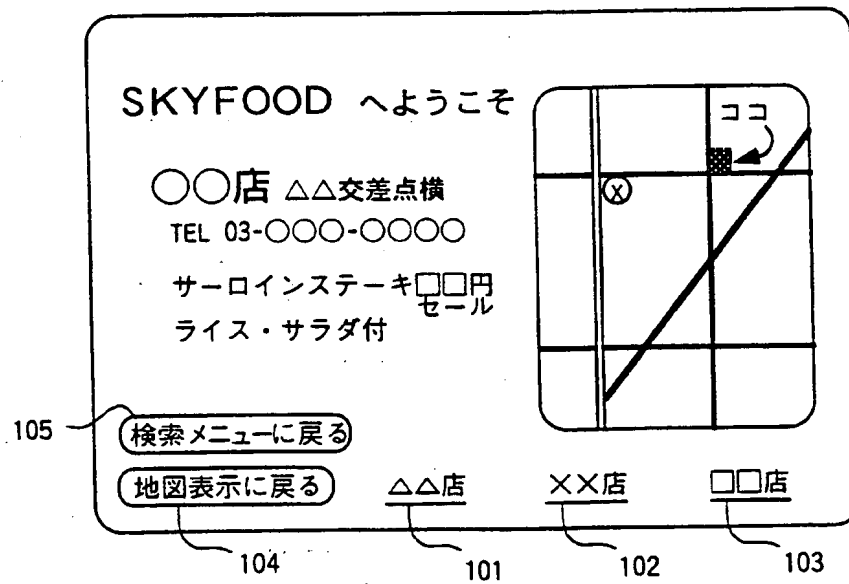 SKYFOOD へようこそ
ココ
○○店 △△交差点横
TEL 03-○○○-○○○○
サーロインステーキ□□円
セール
ライス・サラダ付
X
105
検索メニューに戻る
地図表示に戻る
△△店
××店
□□店
104
101
102
103